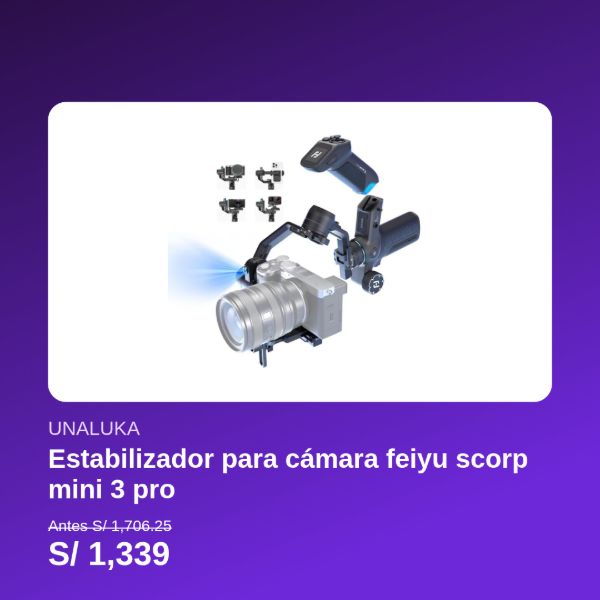 UNALUKA
Estabilizador para cámara feiyu scorp
mini 3 pro
Antes S/ 1,706.25
S/ 1,339